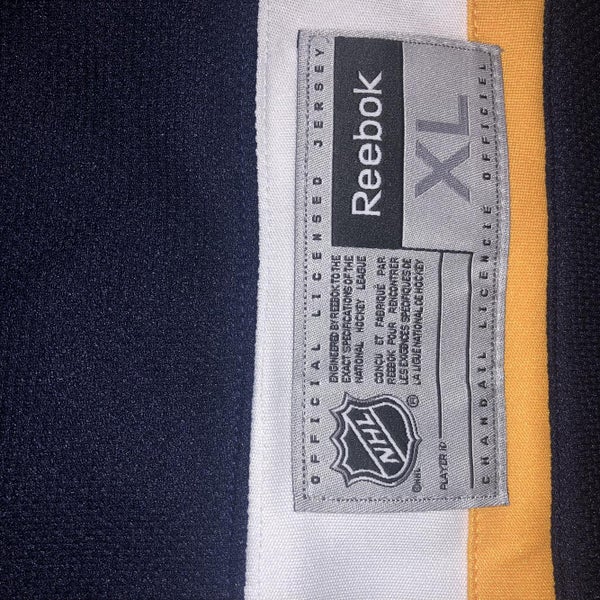 OFFICIAL LICENSED JERSEY
Reebok
XL
ENGINEERED BY REEBOK TO THE
EXACT SPECIFICATIONS OF THE
NATIONAL HOCKEY LEAGUE
CONÇU ET FABRIQUÉ PAR
REEBOK POUR RENCONTRER
LES EXIGENCES SPÉCIFIQUES DE
LA LIGUE NATIONAL DE HOCKEY
NHL
®
©NHL
PLAYER ID
CHANDAIL LICENCIÉ OFFICIEL